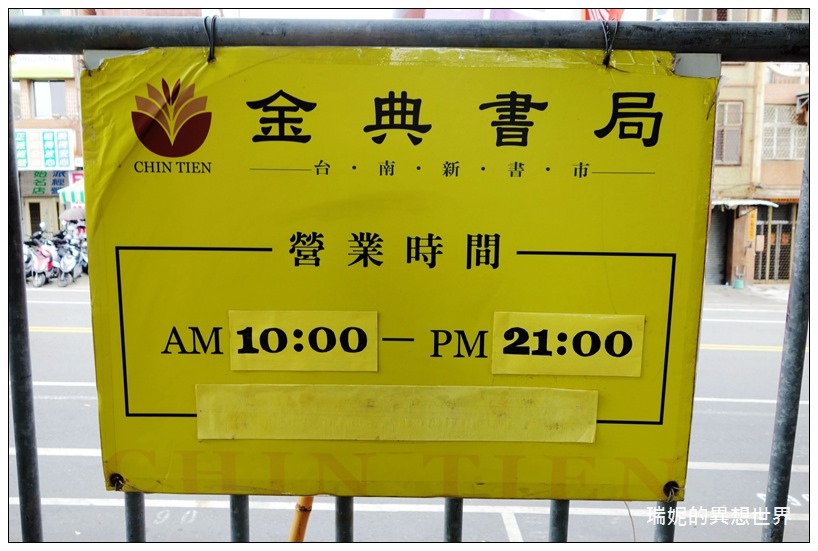 金典書局
CHIN TIEN
台・南・新・書・市
營業時間
AM 10:00 — PM 21:00
CHIN TIEN
瑞妮的異想世界